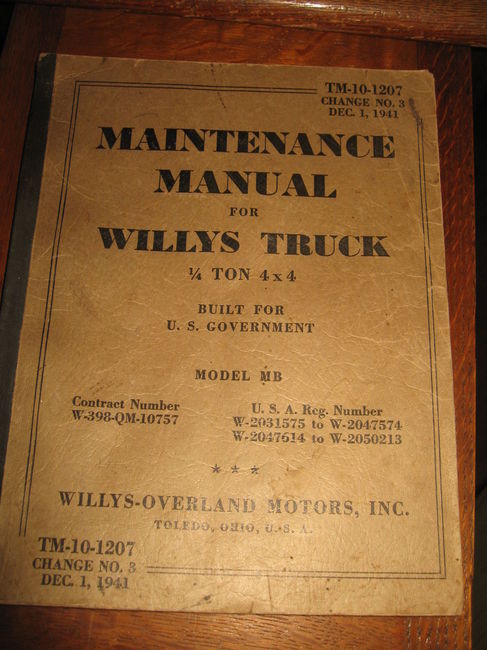 TM-10-1207
CHANGE NO. 3
DEC. 1, 1941
MAINTENANCE
MANUAL
FOR
WILLYS TRUCK
¼ TON 4x4
BUILT FOR
U. S. GOVERNMENT
MODEL MB
Contract Number
W-398-QM-10757
U. S. A. Reg. Number
W-2031575 to W-2047574
W-2047614 to W-2050213
★ ★ ★
WILLYS-OVERLAND MOTORS, INC.
TOLEDO, OHIO, U. S. A.
TM-10-1207
CHANGE NO. 3
DEC. 1, 1941